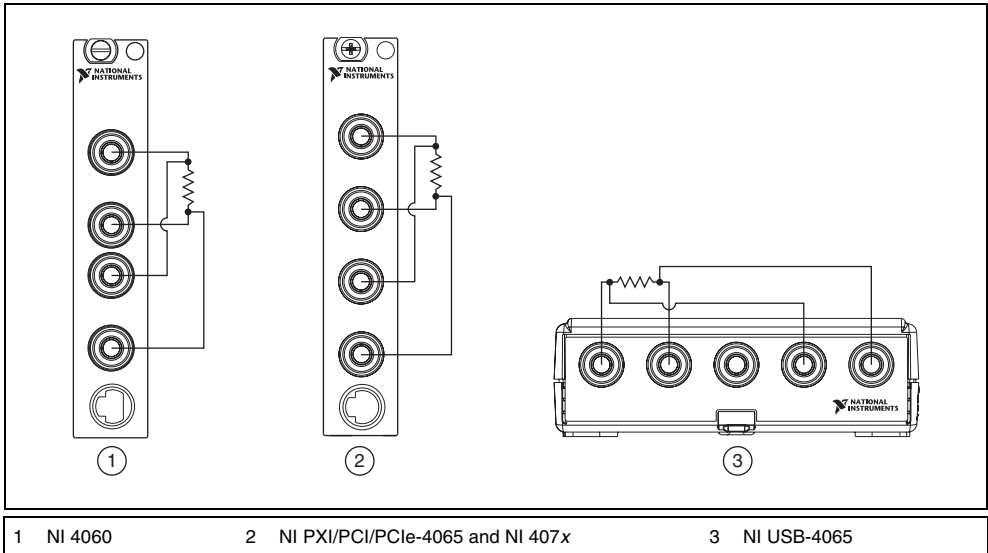 NATIONAL
INSTRUMENTS
NATIONAL
INSTRUMENTS
NATIONAL
INSTRUMENTS
1
2
3
1 NI 4060 2 NI PXI/PCI/PCIe-4065 and NI 407x 3 NI USB-4065